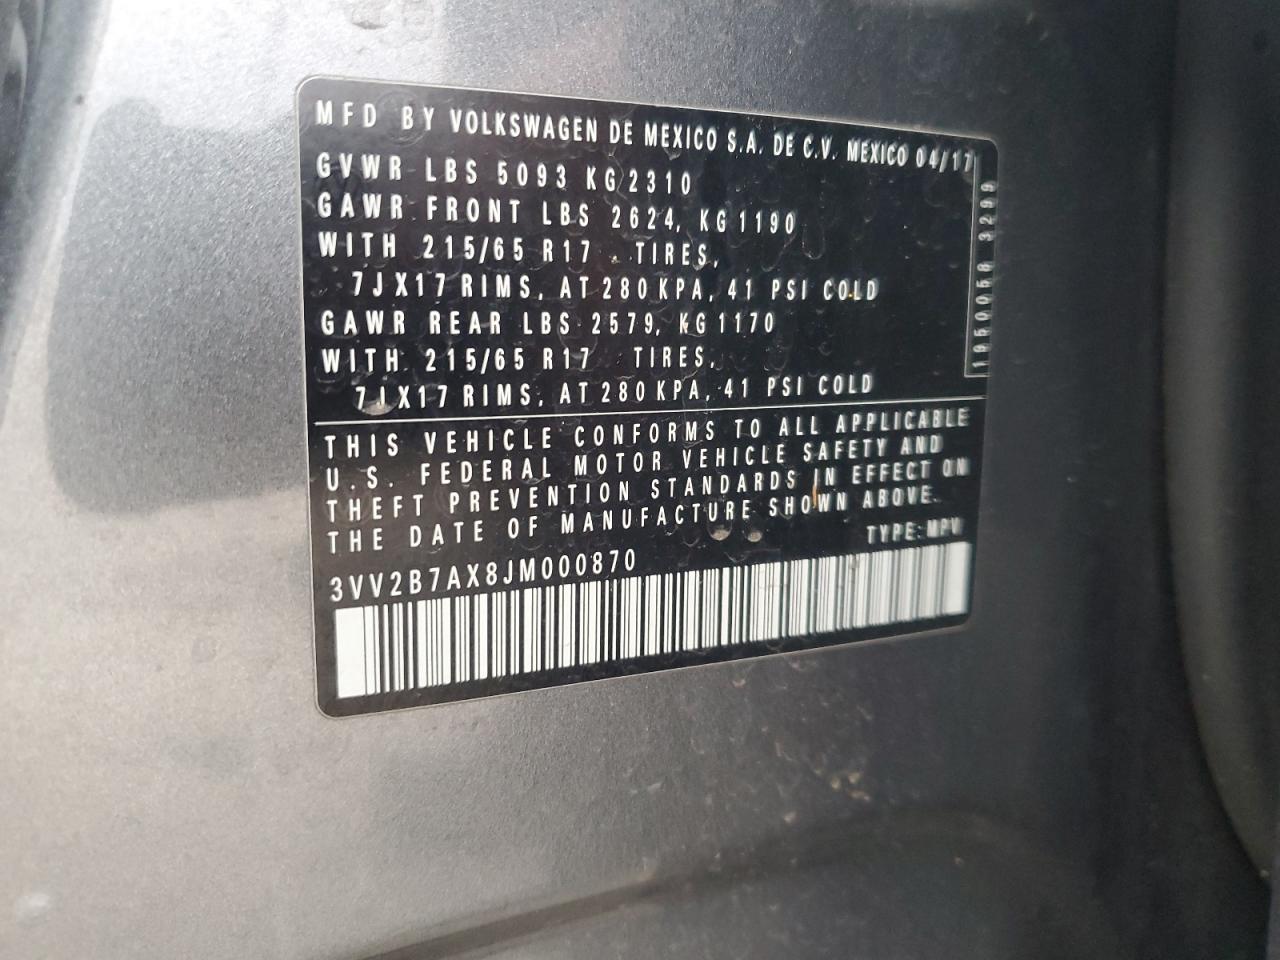 MFD BY VOLKSWAGEN DE MEXICO S.A. DE C.V. MEXICO 04/17
GVWR LBS 5093 KG 2310
GAWR FRONT LBS 2624, KG 1190
WITH 215/65 R17 TIRES,
7JX17 RIMS, AT 280 KPA, 41 PSI COLD
GAWR REAR LBS 2579, KG 1170
WITH 215/65 R17 TIRES,
7JX17 RIMS, AT 280 KPA, 41 PSI COLD
THIS VEHICLE CONFORMS TO ALL APPLICABLE
U.S. FEDERAL MOTOR VEHICLE SAFETY AND
THEFT PREVENTION STANDARDS IN EFFECT ON
THE DATE OF MANUFACTURE SHOWN ABOVE.
TYPE: MPV
3VV2B7AX8JM000870
3299